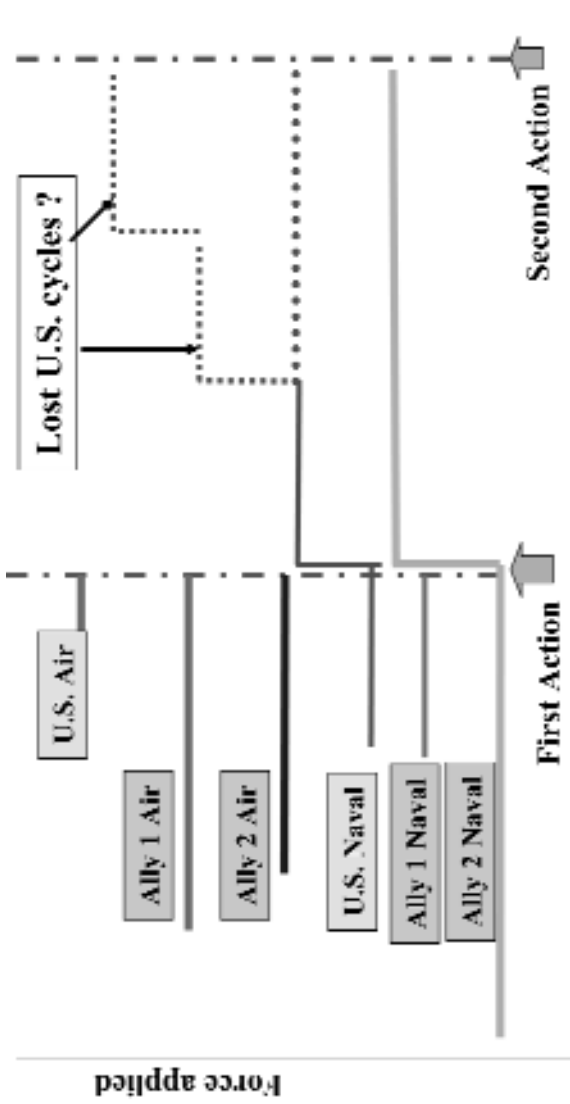 Force applied
U.S. Air
Ally 1 Air
Ally 2 Air
U.S. Naval
Ally 1 Naval
Ally 2 Naval
Lost U.S. cycles ?
First Action
Second Action